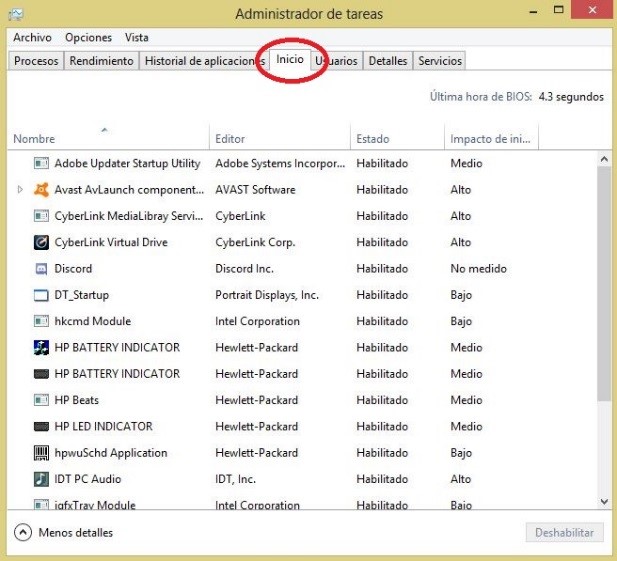 Administrador de tareas
Archivo Opciones Vista
Procesos Rendimiento Historial de aplicaciones Inicio Usuarios Detalles Servicios
Última hora de BIOS: 4.3 segundos
Nombre Editor Estado Impacto de ini...
Adobe Updater Startup Utility Adobe Systems Incorpor... Habilitado Medio
Avast AvLaunch component... AVAST Software Habilitado Alto
CyberLink MediaLibray Servi... CyberLink Habilitado Alto
CyberLink Virtual Drive CyberLink Corp. Habilitado Alto
Discord Discord Inc. Habilitado No medido
DT_Startup Portrait Displays, Inc. Habilitado Bajo
hkcmd Module Intel Corporation Habilitado Bajo
HP BATTERY INDICATOR Hewlett-Packard Habilitado Medio
HP BATTERY INDICATOR Hewlett-Packard Habilitado Medio
HP Beats Hewlett-Packard Habilitado Medio
HP LED INDICATOR Hewlett-Packard Habilitado Medio
hpwuSchd Application Hewlett-Packard Habilitado Bajo
IDT PC Audio IDT, Inc. Habilitado Alto
igfxTray Module Intel Corporation Habilitado Bajo
Menos detalles Deshabilitar